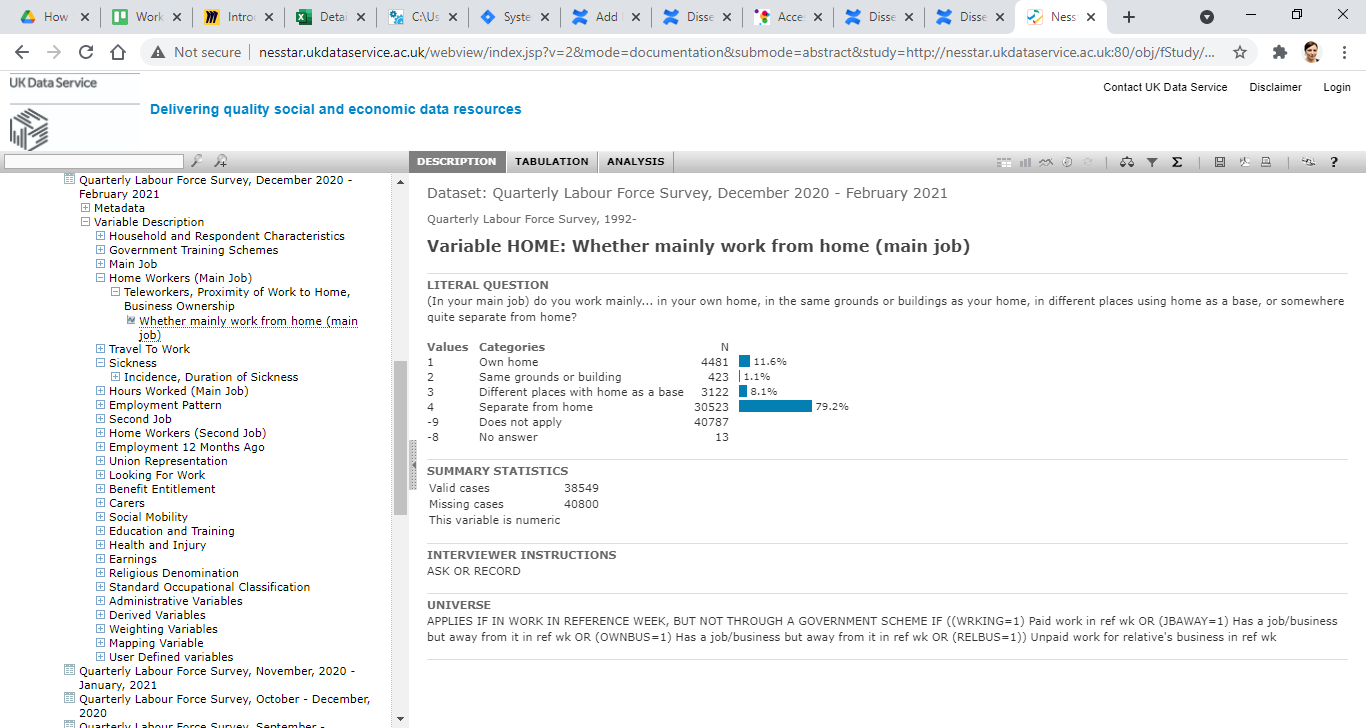 How
Work
Intro
Detai
C:\Us
Syste
Add
Disse
Acce
Disse
Disse
Nesst
Not secure
nesstar.ukdataservice.ac.uk/webview/index.jsp?v=2&mode=documentation&submode=abstract&study=http://nesstar.ukdataservice.ac.uk:80/obj/fStudy/...
UK Data Service
Delivering quality social and economic data resources
Contact UK Data Service Disclaimer Login
DESCRIPTION TABULATION ANALYSIS
Quarterly Labour Force Survey, December 2020 -
February 2021
Metadata
Variable Description
Household and Respondent Characteristics
Government Training Schemes
Main Job
Home Workers (Main Job)
Teleworkers, Proximity of Work to Home,
Business Ownership
Whether mainly work from home (main
job)
Travel To Work
Sickness
Incidence, Duration of Sickness
Hours Worked (Main Job)
Employment Pattern
Second Job
Home Workers (Second Job)
Employment 12 Months Ago
Union Representation
Looking For Work
Benefit Entitlement
Carers
Social Mobility
Education and Training
Health and Injury
Earnings
Religious Denomination
Standard Occupational Classification
Administrative Variables
Derived Variables
Weighting Variables
Mapping Variable
User Defined variables
Quarterly Labour Force Survey, November, 2020 -
January, 2021
Quarterly Labour Force Survey, October - December,
2020
Quarterly Labour Force Survey, September -
Dataset: Quarterly Labour Force Survey, December 2020 - February 2021
Quarterly Labour Force Survey, 1992-
Variable HOME: Whether mainly work from home (main job)
LITERAL QUESTION
(In your main job) do you work mainly... in your own home, in the same grounds or buildings as your home, in different places using home as a base, or somewhere
quite separate from home?
Values Categories N
1 Own home 4481 11.6%
2 Same grounds or building 423 1.1%
3 Different places with home as a base 3122 8.1%
4 Separate from home 30523 79.2%
-9 Does not apply 40787
-8 No answer 13
SUMMARY STATISTICS
Valid cases 38549
Missing cases 40800
This variable is numeric
INTERVIEWER INSTRUCTIONS
ASK OR RECORD
UNIVERSE
APPLIES IF IN WORK IN REFERENCE WEEK, BUT NOT THROUGH A GOVERNMENT SCHEME IF ((WRKING=1) Paid work in ref wk OR (JBAWAY=1) Has a job/business
but away from it in ref wk OR (OWNBUS=1) Has a job/business but away from it in ref wk OR (RELBUS=1)) Unpaid work for relative's business in ref wk